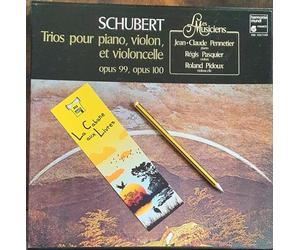 SCHUBERT
Trios pour piano, violon,
et violoncelle
opus 99, opus 100
Les Musiciens
Jean-Claude Pennetier
piano
Régis Pasquier
violon
Roland Pidoux
violoncelle
harmonia
mundi
FRANCE
La Cabane
aux Livres